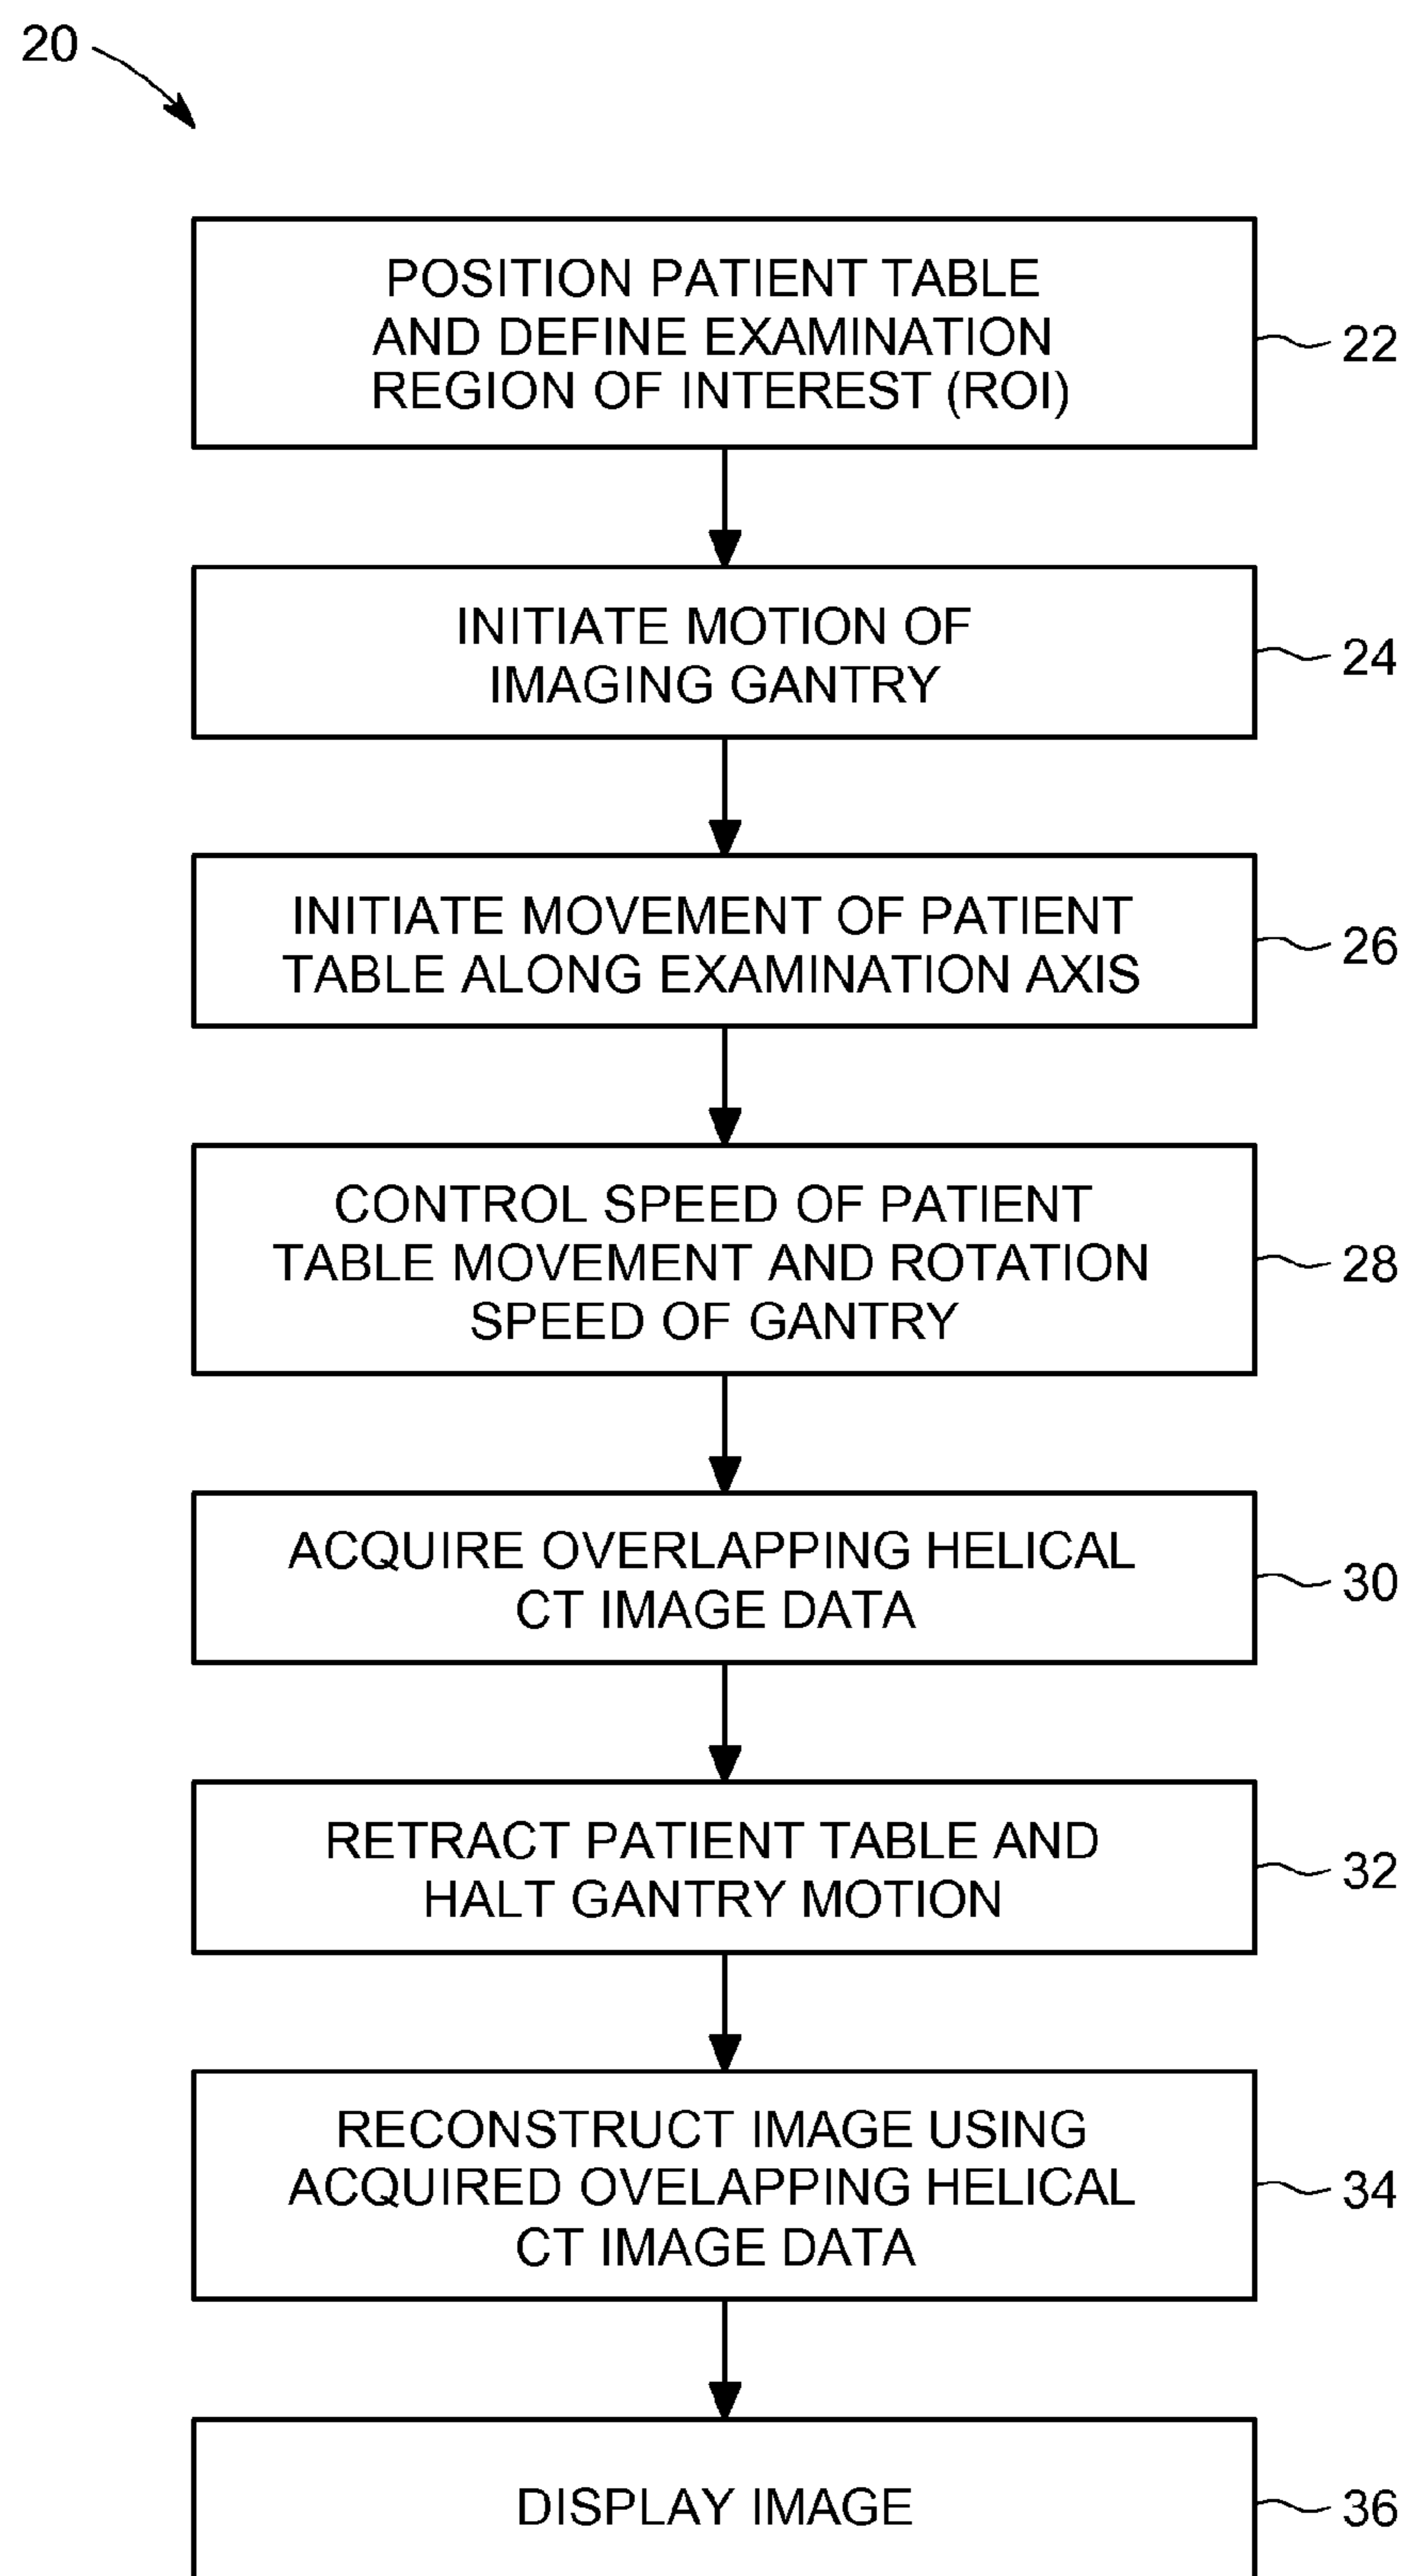 20
POSITION PATIENT TABLE
AND DEFINE EXAMINATION
REGION OF INTEREST (ROI)
22
INITIATE MOTION OF
IMAGING GANTRY
24
INITIATE MOVEMENT OF PATIENT
TABLE ALONG EXAMINATION AXIS
26
CONTROL SPEED OF PATIENT
TABLE MOVEMENT AND ROTATION
SPEED OF GANTRY
28
ACQUIRE OVERLAPPING HELICAL
CT IMAGE DATA
30
RETRACT PATIENT TABLE AND
HALT GANTRY MOTION
32
RECONSTRUCT IMAGE USING
ACQUIRED OVELAPPING HELICAL
CT IMAGE DATA
34
DISPLAY IMAGE
36